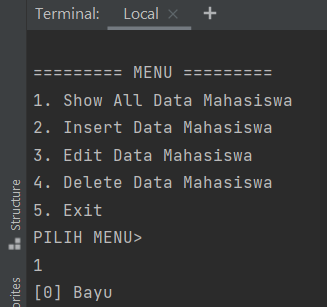 Terminal: Local × +
========= MENU =========
1. Show All Data Mahasiswa
2. Insert Data Mahasiswa
3. Edit Data Mahasiswa
4. Delete Data Mahasiswa
5. Exit
PILIH MENU>
1
[0] Bayu
Structure